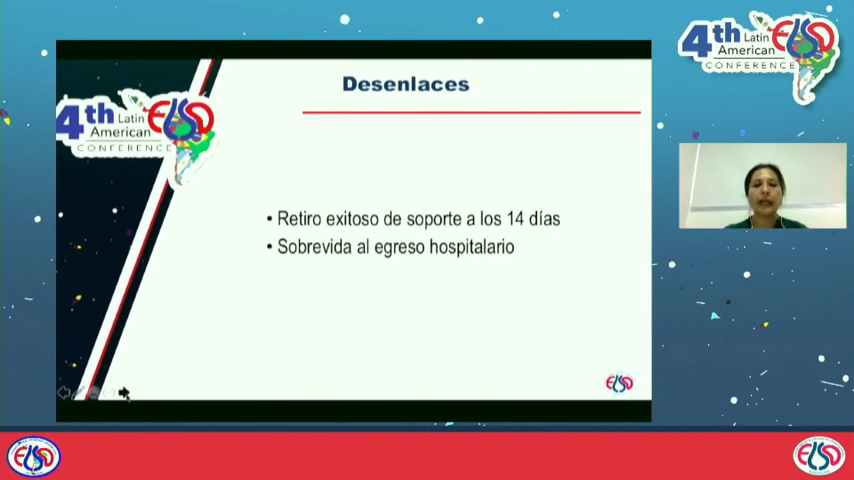 4th Latin
American
CONFERENCE
ELSO
Desenlaces
4th Latin
American
CONFERENCE
ELSO
• Retiro exitoso de soporte a los 14 días
• Sobrevida al egreso hospitalario
ELSO
ELSO
ELSO